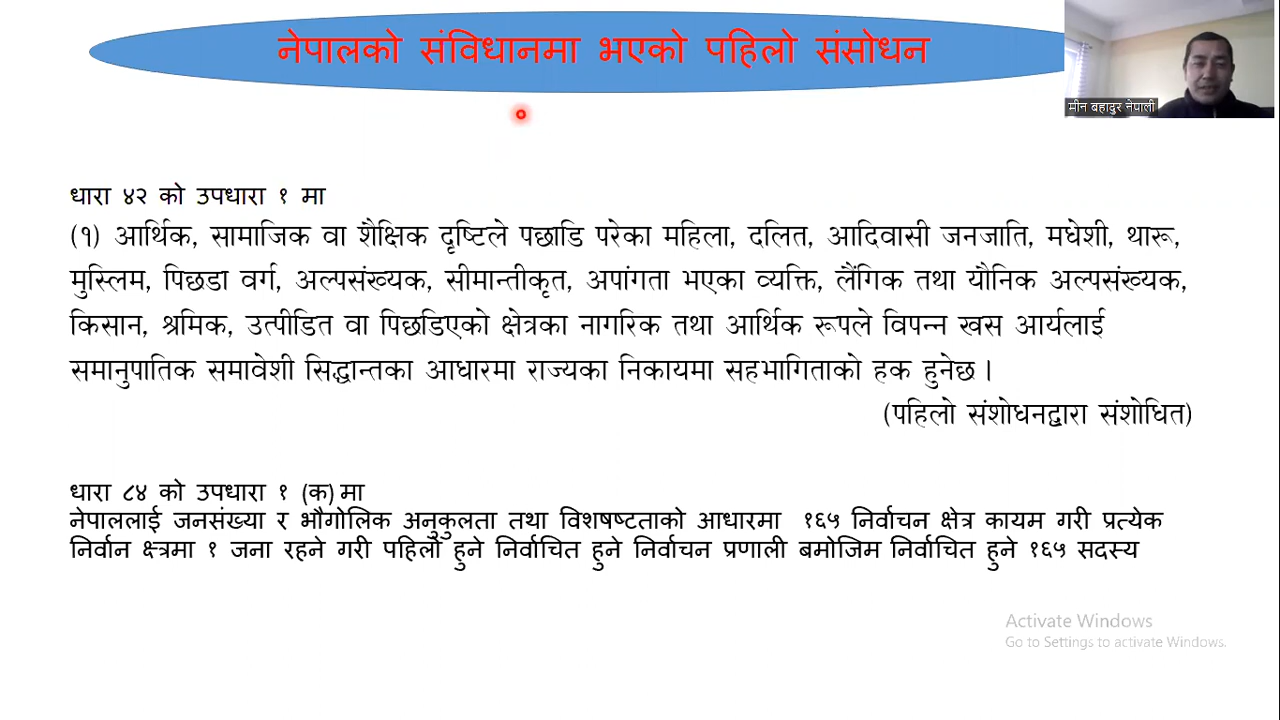 नेपालको संविधानमा भएको पहिलो संसोधन
मीन बहादुर नेपाली
धारा ४२ को उपधारा १ मा
(१) आर्थिक, सामाजिक वा शैक्षिक दृष्टिले पछाडि परेका महिला, दलित, आदिवासी जनजाति, मधेशी, थारू,
मुस्लिम, पिछडा वर्ग, अल्पसंख्यक, सीमान्तीकृत, अपांगता भएका व्यक्ति, लैंगिक तथा यौनिक अल्पसंख्यक,
किसान, श्रमिक, उत्पीडित वा पिछडिएको क्षेत्रका नागरिक तथा आर्थिक रूपले विपन्न खस आर्यलाई
समानुपातिक समावेशी सिद्धान्तका आधारमा राज्यका निकायमा सहभागिताको हक हुनेछ ।
(पहिलो संशोधनद्वारा संशोधित)
धारा ८४ को उपधारा १ (क) मा
नेपाललाई जनसंख्या र भौगोलिक अनुकुलता तथा विशषष्टताको आधारमा १६५ निर्वाचन क्षेत्र कायम गरी प्रत्येक
निर्वान क्ष्त्रमा १ जना रहने गरी पहिलो हुने निर्वाचित हुने निर्वाचन प्रणाली बमोजिम निर्वाचित हुने १६५ सदस्य
Activate Windows
Go to Settings to activate Windows.